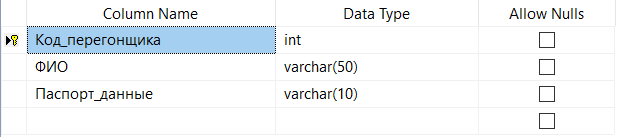 Column Name Data Type Allow Nulls
Код_перегонщика int
ФИО varchar(50)
Паспорт_данные varchar(10)